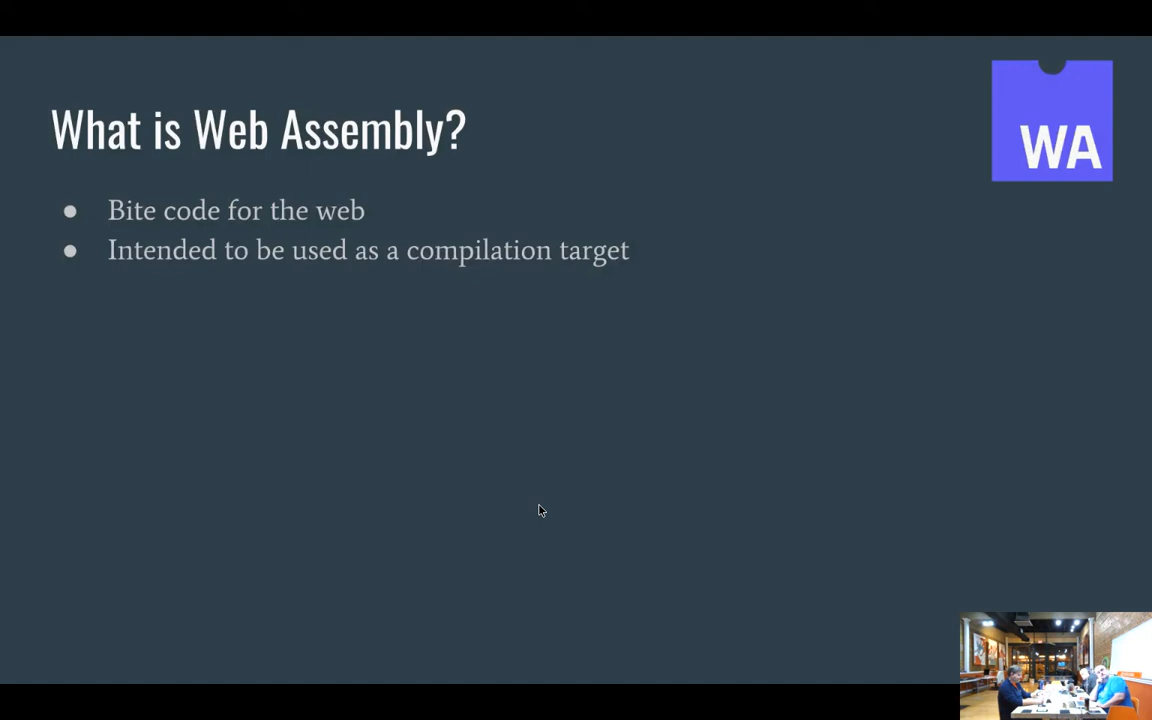 What is Web Assembly?
WA
● Bite code for the web
● Intended to be used as a compilation target